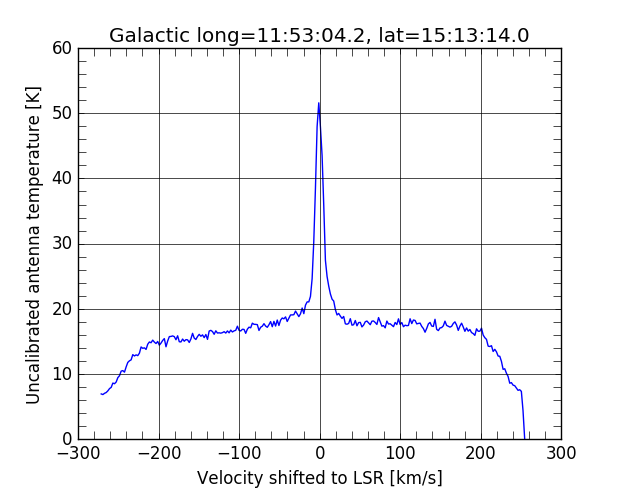 Galactic long=11:53:04.2, lat=15:13:14.0
60
50
40
30
20
10
0
Uncalibrated antenna temperature [K]
−300 −200 −100 0 100 200 300
Velocity shifted to LSR [km/s]